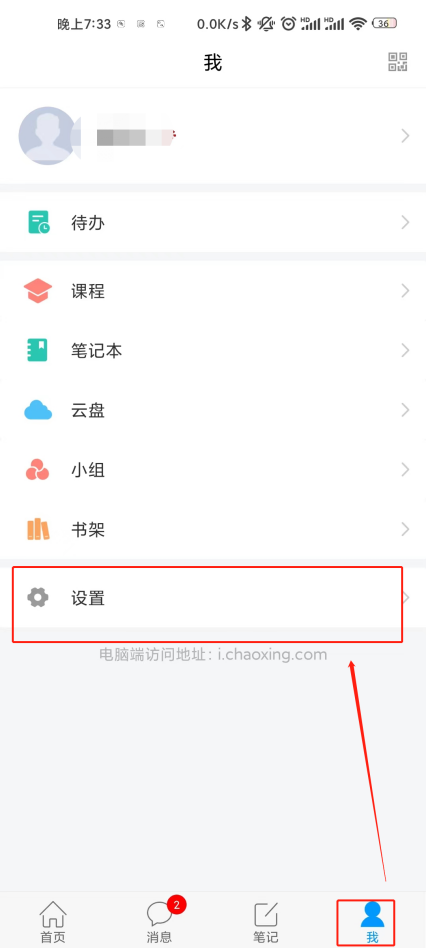 晚上7:33 0.0K/s HD HD 36
我
待办
课程
笔记本
云盘
小组
书架
设置
电脑端访问地址: i.chaoxing.com
2
首页 消息 笔记 我